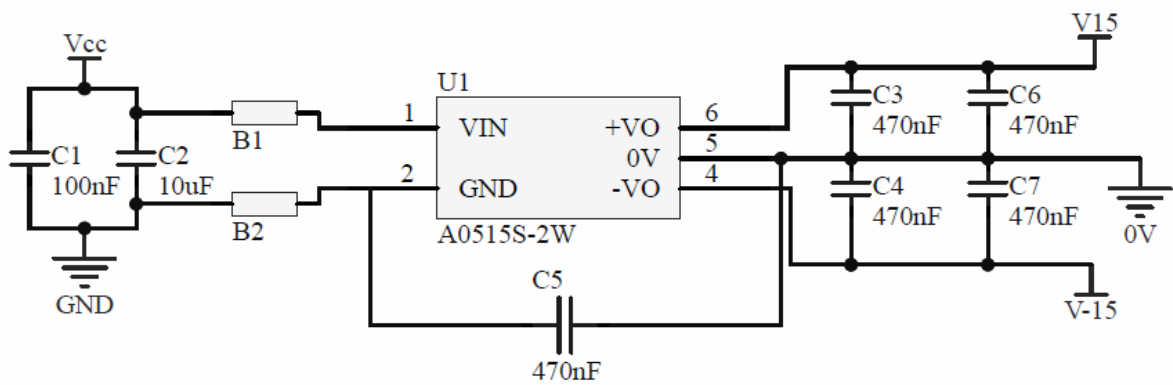 Vcc
C1
100nF
C2
10uF
GND
B1
B2
1
2
U1
VIN
GND
+VO
0V
-VO
A0515S-2W
6
5
4
C5
470nF
C3
470nF
C6
470nF
C4
470nF
C7
470nF
V15
0V
V-15